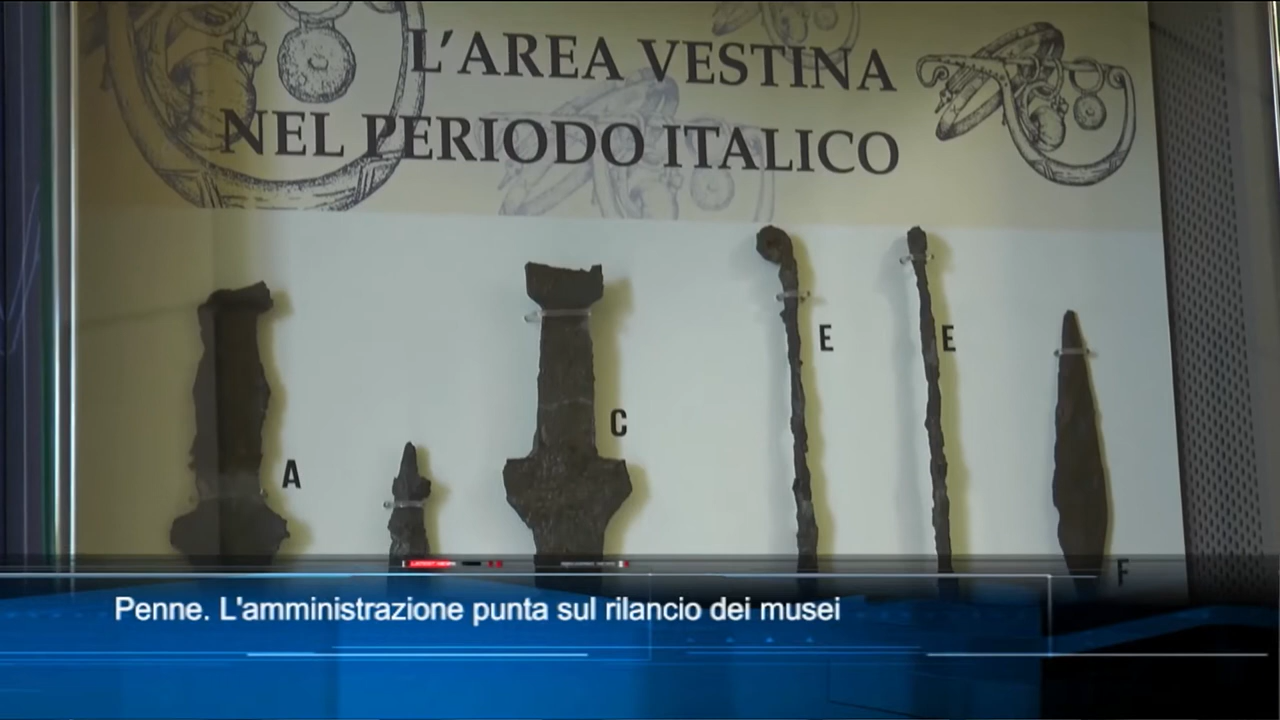 L'AREA VESTINA
NEL PERIODO ITALICO
E
E
C
A
F
Penne. L'amministrazione punta sul rilancio dei musei